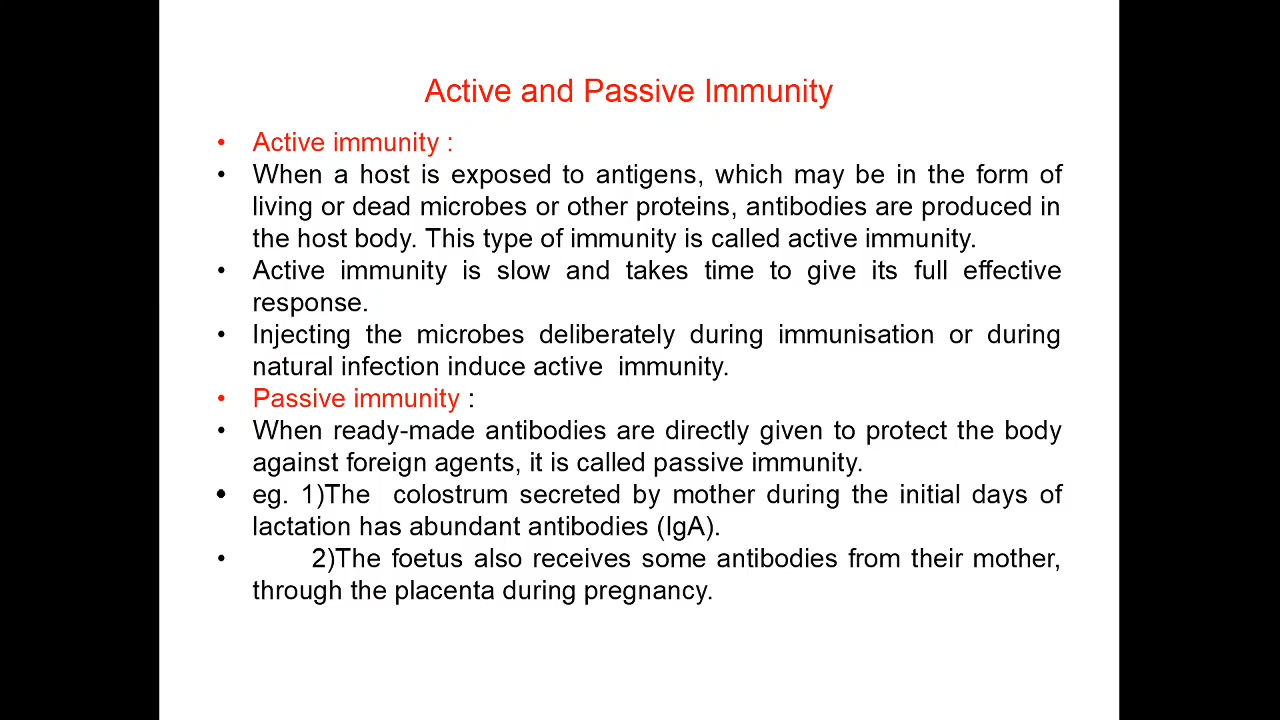 Active and Passive Immunity
• Active immunity :
• When a host is exposed to antigens, which may be in the form of
living or dead microbes or other proteins, antibodies are produced in
the host body. This type of immunity is called active immunity.
• Active immunity is slow and takes time to give its full effective
response.
• Injecting the microbes deliberately during immunisation or during
natural infection induce active  immunity.
• Passive immunity :
• When ready-made antibodies are directly given to protect the body
against foreign agents, it is called passive immunity.
• eg. 1)The  colostrum secreted by mother during the initial days of
lactation has abundant antibodies (IgA).
• 2)The foetus also receives some antibodies from their mother,
through the placenta during pregnancy.